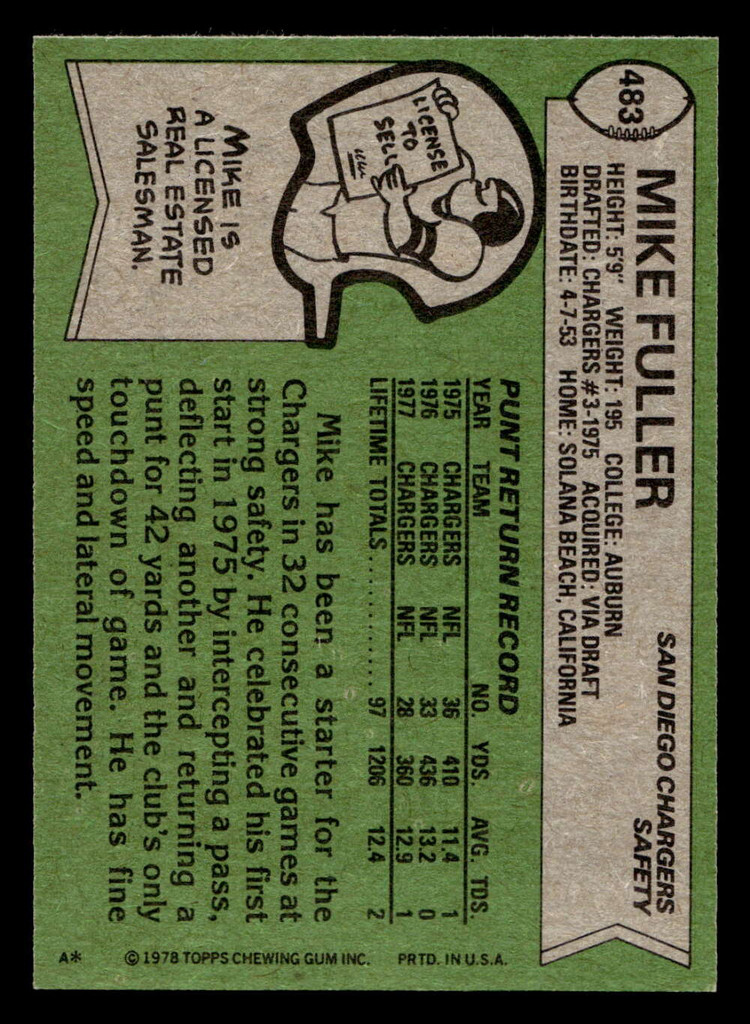 483
MIKE FULLER
SAN DIEGO CHARGERS
SAFETY
HEIGHT: 5'9" WEIGHT: 195 COLLEGE: AUBURN
DRAFTED: CHARGERS #3-1975 ACQUIRED: VIA DRAFT
BIRTHDATE: 4-7-53 HOME: SOLANA BEACH, CALIFORNIA
LICENSE
TO
SELL
MIKE IS
A LICENSED
REAL ESTATE
SALESMAN.
PUNT RETURN RECORD
YEAR TEAM NO. YDS. AVG. TDS.
1975 CHARGERS NFL 36 410 11.4 1
1976 CHARGERS NFL 33 436 13.2 0
1977 CHARGERS NFL 28 360 12.9 1
LIFETIME TOTALS.......... 97 1206 12.4 2
Mike has been a starter for the
Chargers in 32 consecutive games at
strong safety. He celebrated his first
start in 1975 by intercepting a pass,
deflecting another and returning a
punt for 42 yards and the club's only
touchdown of game. He has fine
speed and lateral movement.
A* © 1978 TOPPS CHEWING GUM INC. PRTD. IN U.S.A.